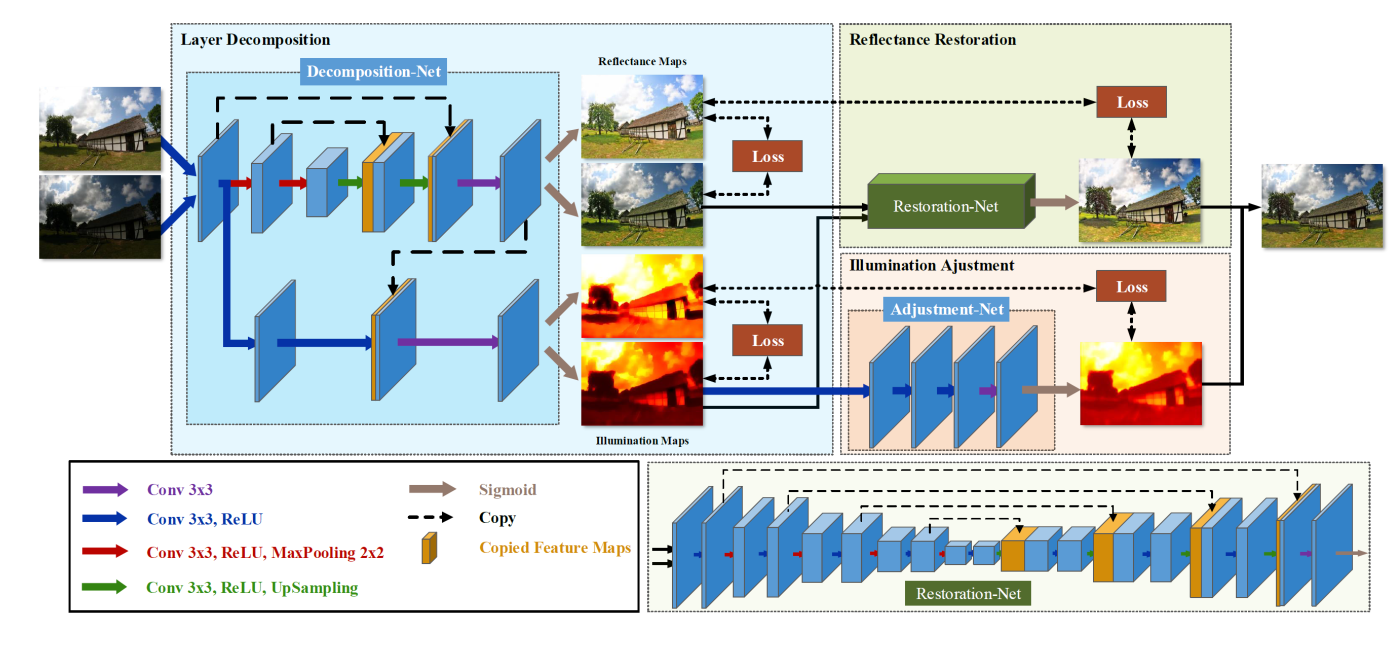 Layer Decomposition
Decomposition-Net
Reflectance Maps
Loss
Loss
Illumination Maps
Reflectance Restoration
Loss
Restoration-Net
Illumination Ajustment
Loss
Adjustment-Net
Conv 3x3
Conv 3x3, ReLU
Conv 3x3, ReLU, MaxPooling 2x2
Conv 3x3, ReLU, UpSampling
Sigmoid
Copy
Copied Feature Maps
Restoration-Net